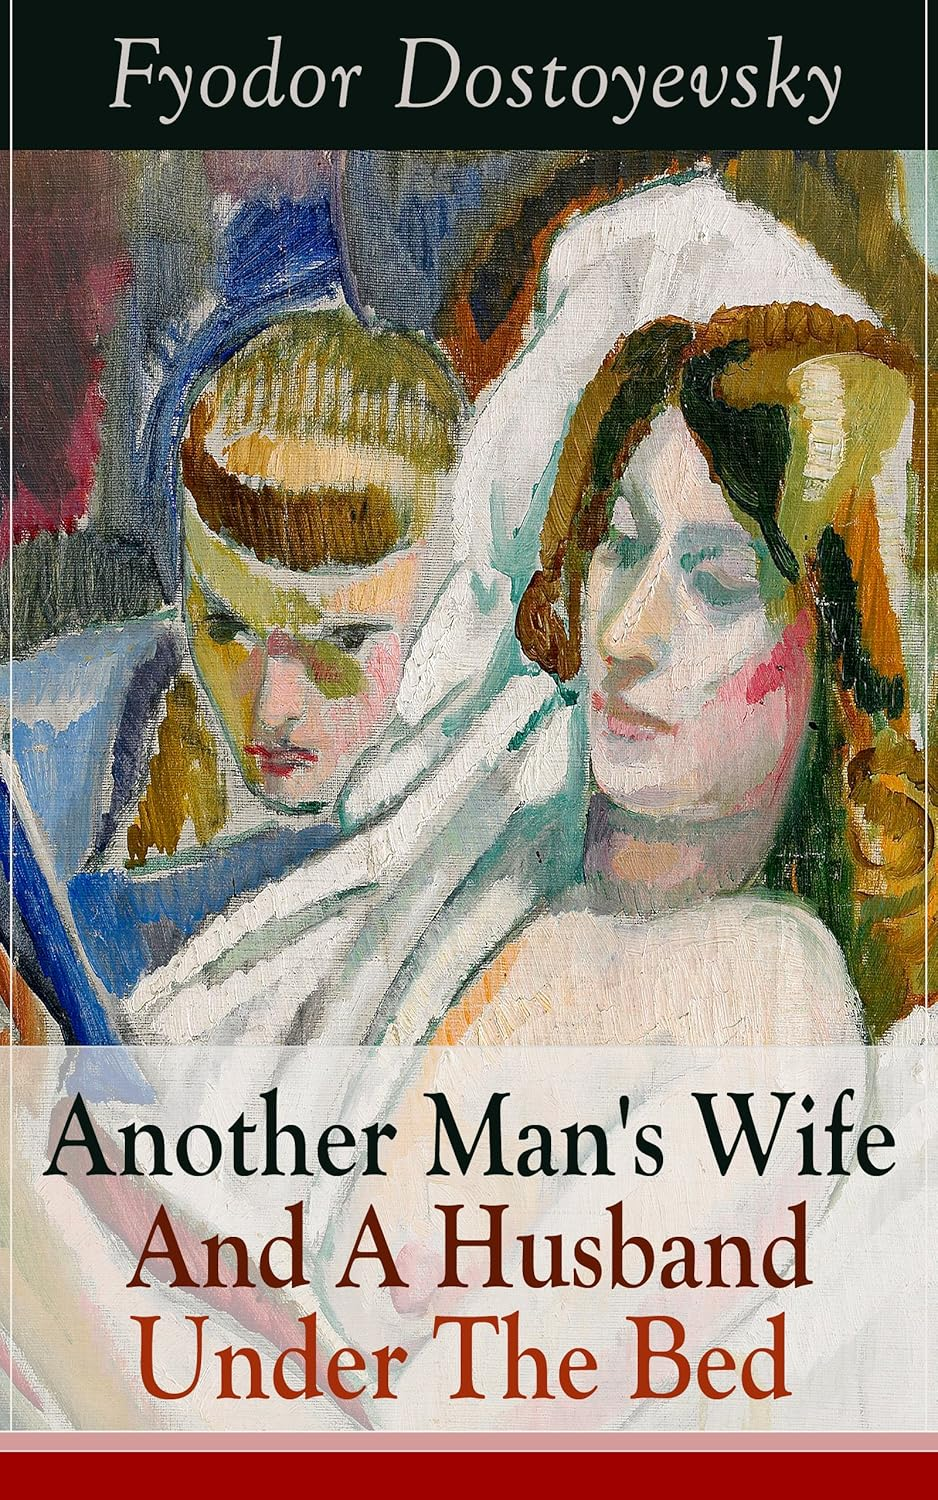 Fyodor Dostoyevsky
Another Man's Wife
And A Husband
Under The Bed